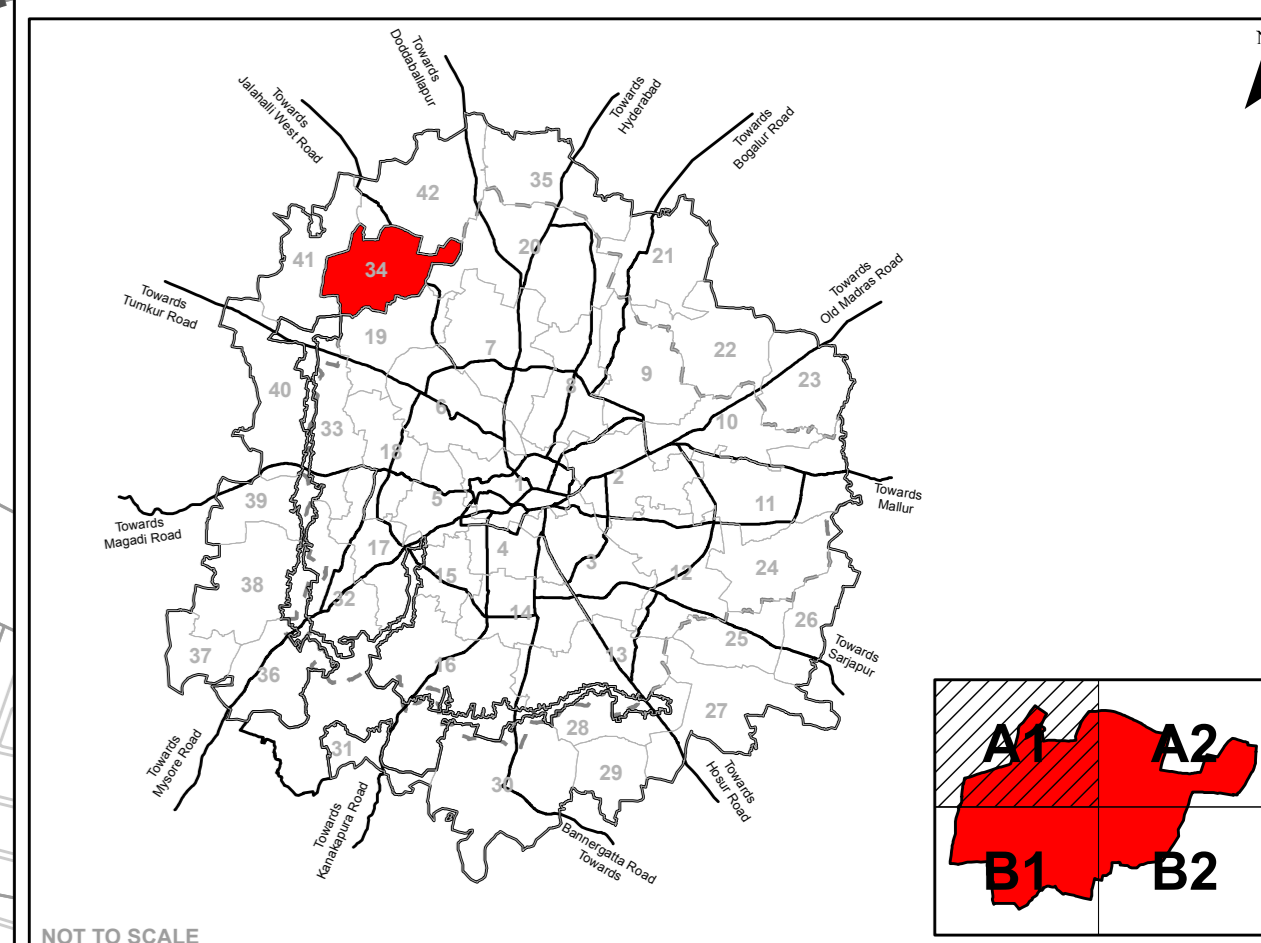 N
Towards
Doddaballapur
Towards
Jalahalli West Road
Towards
Hyderabad
Towards
Bogalur Road
42
35
20
21
41
34
Towards
Tumkur Road
Towards
Old Madras Road
19
7
22
23
40
33
6
8
9
10
18
39
5
1
2
11
Towards
Mallur
Towards
Magadi Road
38
17
4
3
12
24
32
15
14
26
25
37
36
16
13
Towards
Sarjapur
27
28
31
30
29
Towards
Mysore Road
Towards
Kanakapura Road
Bannergatta Road
Towards
Towards
Hosur Road
A1
A2
B1
B2
NOT TO SCALE